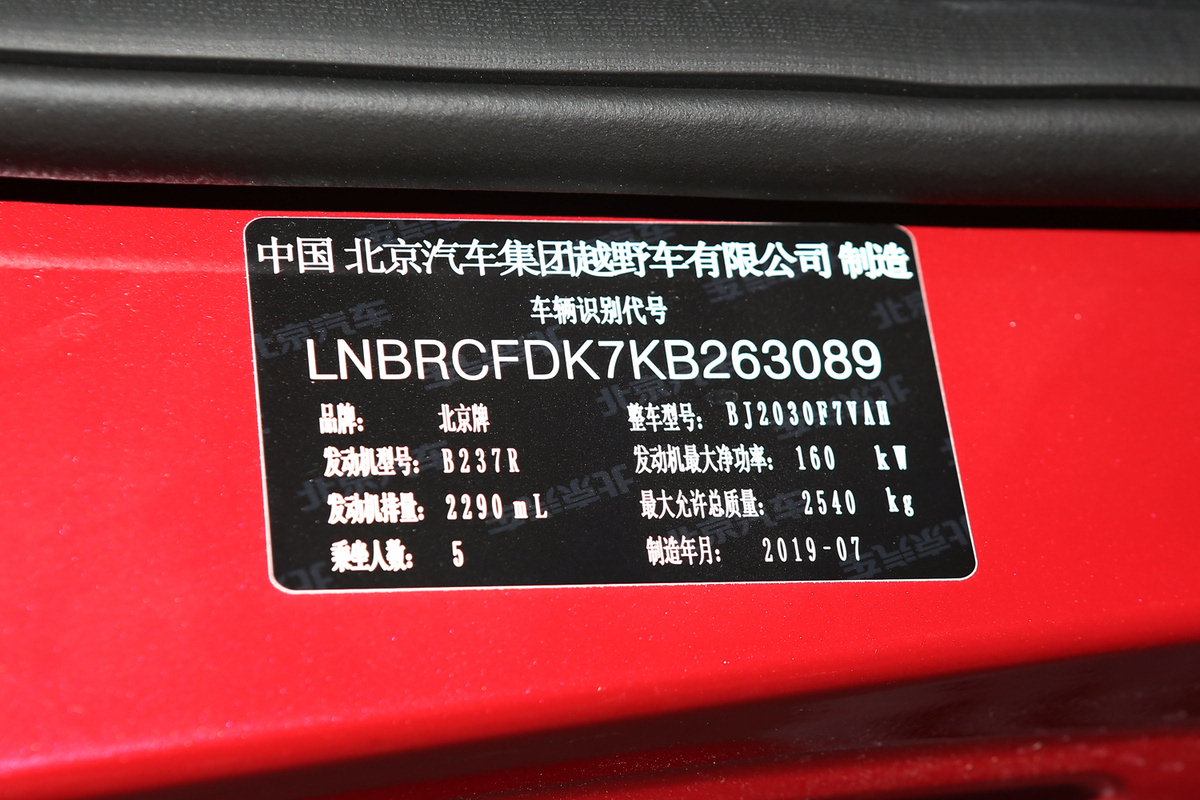 中国 北京汽车集团越野车有限公司 制造
车辆识别代号
LNBRCFDK7KB263089
品牌: 北京牌 整车型号: BJ2030F7VAH
发动机型号: B237R 发动机最大净功率: 160 kW
发动机排量: 2290mL 最大允许总质量: 2540 kg
乘坐人数: 5 制造年月: 2019-07